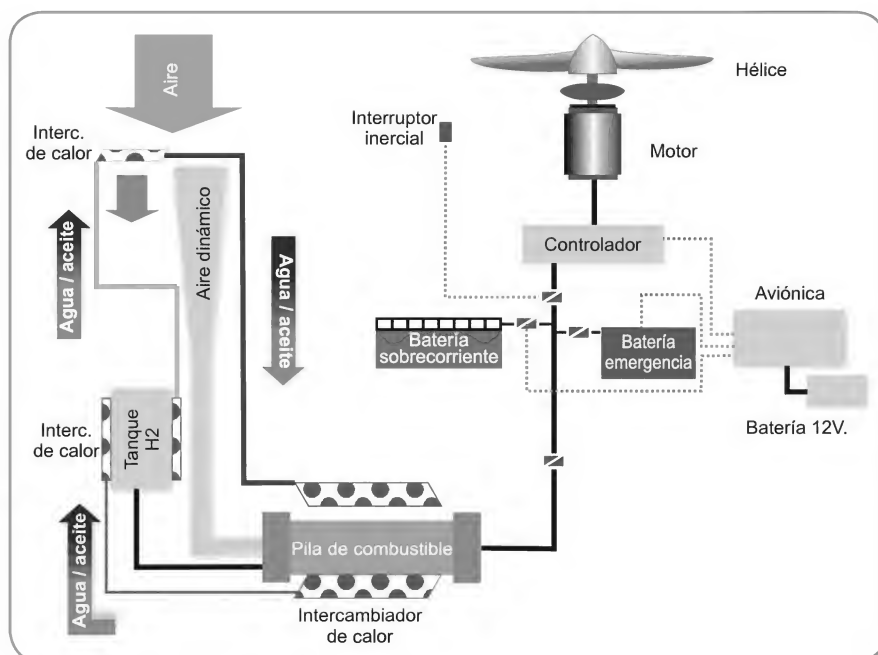 Aire
Hélice
Interruptor
inercial
Interc.
de calor
Motor
Agua / aceite
Aire dinámico
Agua / aceite
Controlador
Aviónica
Batería
sobrecorriente
Batería
emergencia
Batería 12V.
Interc.
de calor
Tanque
H2
Agua / aceite
Pila de combustible
Intercambiador
de calor